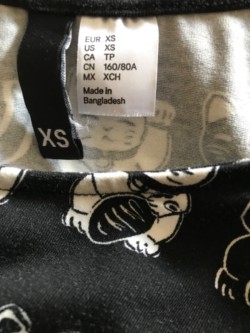 EUR XS
US XS
CA TP
CN 160/80A
MX XCH
Made in
Bangladesh
XS